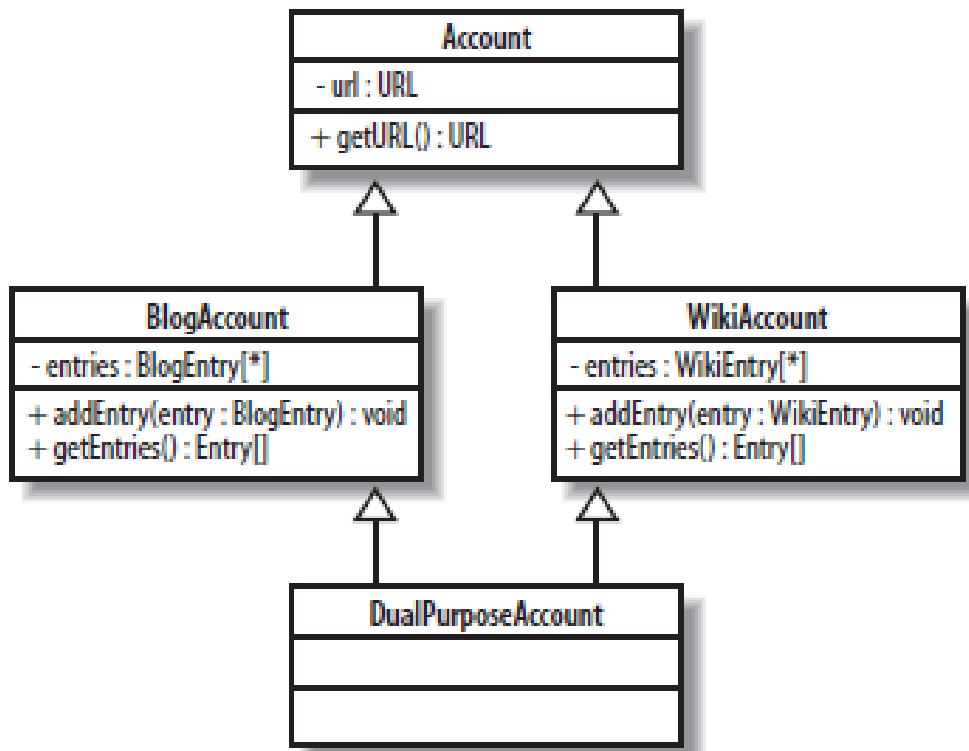 Account
- url : URL
+ getURL() : URL
BlogAccount
- entries : BlogEntry[*]
+ addEntry(entry : BlogEntry) : void
+ getEntries() : Entry[]
WikiAccount
- entries : WikiEntry[*]
+ addEntry(entry : WikiEntry) : void
+ getEntries() : Entry[]
DualPurposeAccount